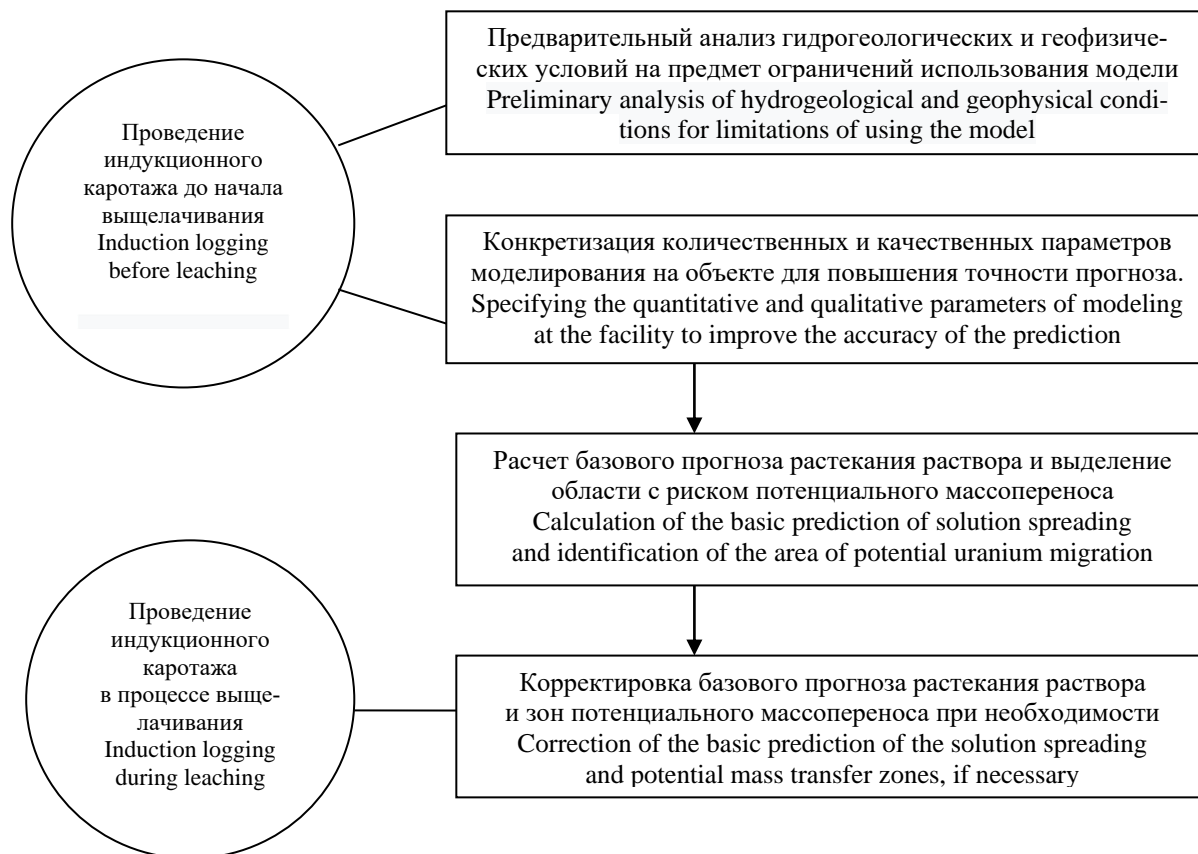 Предварительный анализ гидрогеологических и геофизиче-
ских условий на предмет ограничений использования модели
Preliminary analysis of hydrogeological and geophysical condi-
tions for limitations of using the model
Проведение
индукционного
каротажа до начала
выщелачивания
Induction logging
before leaching
Конкретизация количественных и качественных параметров
моделирования на объекте для повышения точности прогноза.
Specifying the quantitative and qualitative parameters of modeling
at the facility to improve the accuracy of the prediction
Расчет базового прогноза растекания раствора и выделение
области с риском потенциального массопереноса
Calculation of the basic prediction of solution spreading
and identification of the area of potential uranium migration
Проведение
индукционного
каротажа
в процессе выще-
лачивания
Induction logging
during leaching
Корректировка базового прогноза растекания раствора
и зон потенциального массопереноса при необходимости
Correction of the basic prediction of the solution spreading
and potential mass transfer zones, if necessary